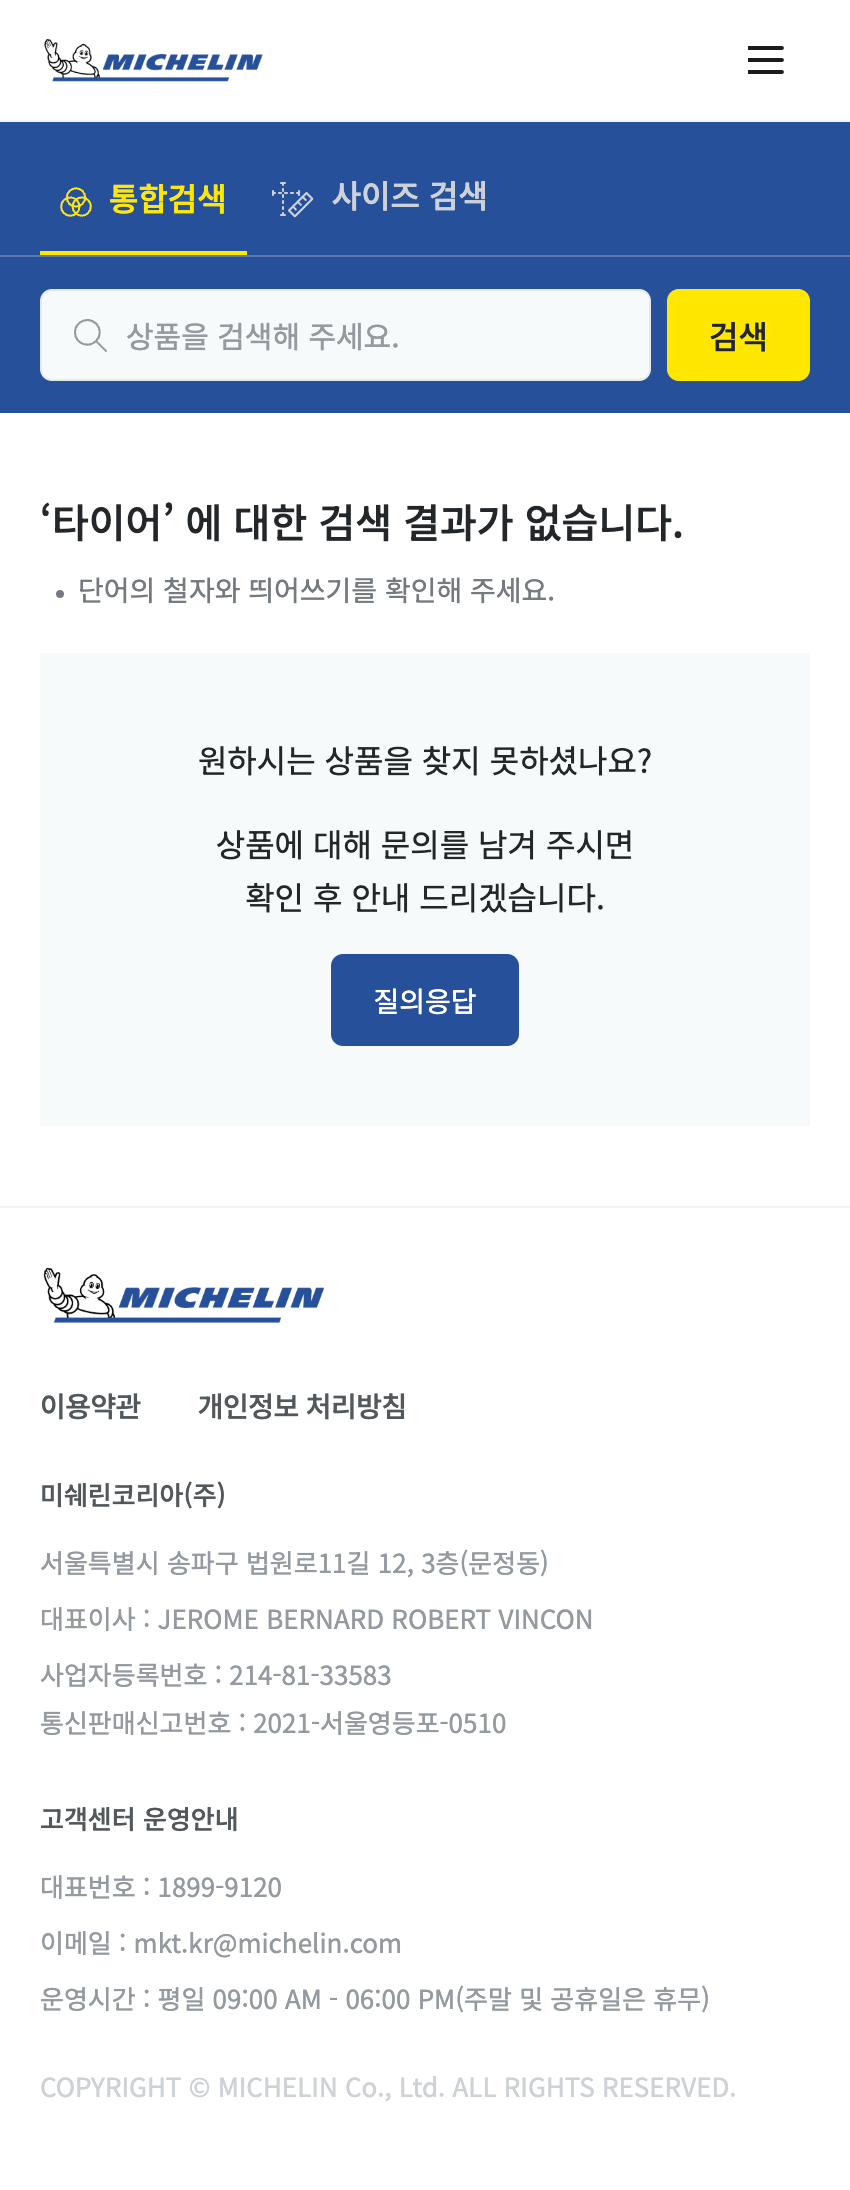 MICHELIN
통합검색
사이즈 검색
상품을 검색해 주세요.
검색
‘타이어’ 에 대한 검색 결과가 없습니다.
• 단어의 철자와 띄어쓰기를 확인해 주세요.
원하시는 상품을 찾지 못하셨나요?
상품에 대해 문의를 남겨 주시면
확인 후 안내 드리겠습니다.
질의응답
MICHELIN
이용약관 개인정보 처리방침
미쉐린코리아(주)
서울특별시 송파구 법원로11길 12, 3층(문정동)
대표이사 : JEROME BERNARD ROBERT VINCON
사업자등록번호 : 214-81-33583
통신판매신고번호 : 2021-서울영등포-0510
고객센터 운영안내
대표번호 : 1899-9120
이메일 : mkt.kr@michelin.com
운영시간 : 평일 09:00 AM - 06:00 PM(주말 및 공휴일은 휴무)
COPYRIGHT © MICHELIN Co., Ltd. ALL RIGHTS RESERVED.